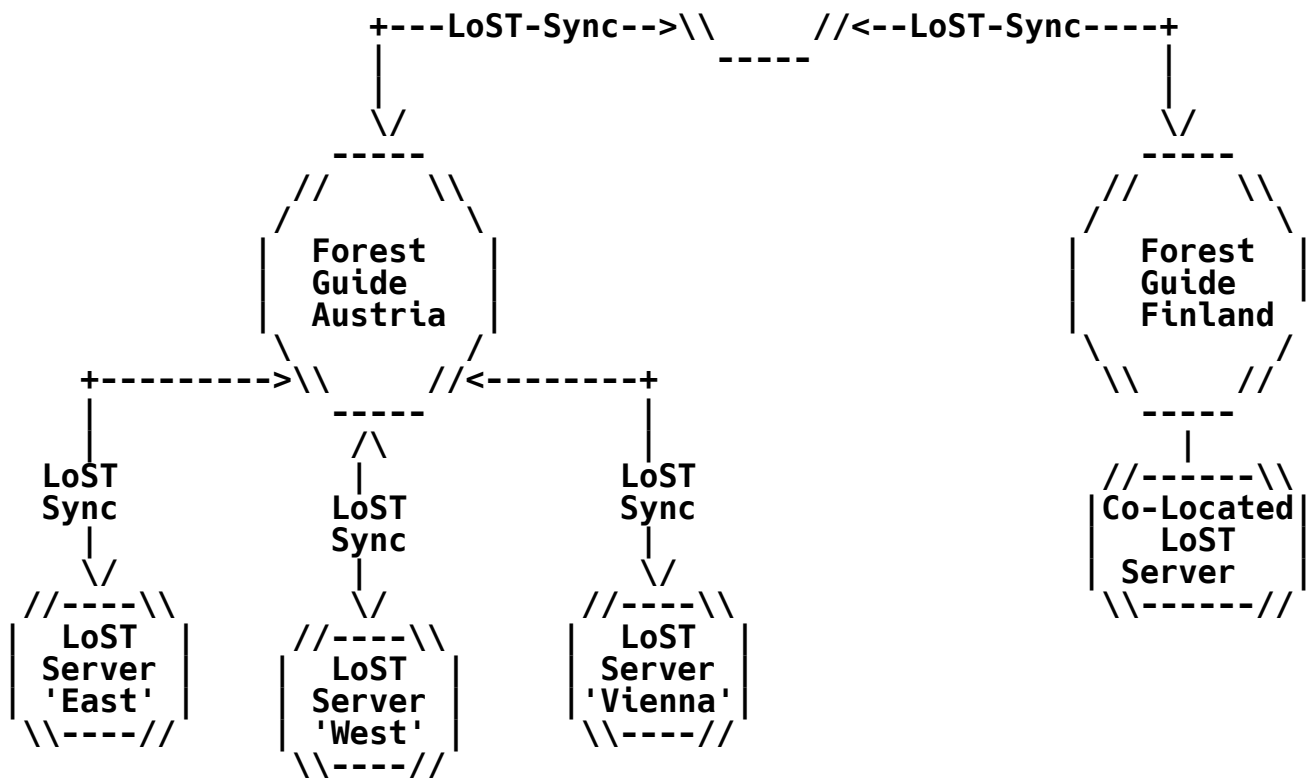 LoST-Sync LoST-Sync
Forest
Guide
Austria
Forest
Guide
Finland
LoST
Sync
LoST
Sync
LoST
Sync
Co-Located
LoST
Server
LoST
Server
'East'
LoST
Server
'West'
LoST
Server
'Vienna'